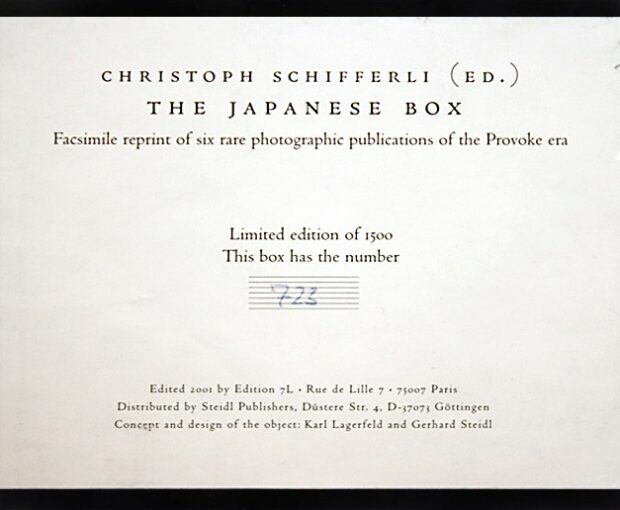 CHRISTOPH SCHIFFERLI (ED.)
THE JAPANESE BOX
Facsimile reprint of six rare photographic publications of the Provoke era
Limited edition of 1500
This box has the number
723
Edited 2001 by Edition 7L • Rue de Lille 7 • 75007 Paris
Distributed by Steidl Publishers, Düstere Str. 4, D-37073 Göttingen
Concept and design of the object: Karl Lagerfeld and Gerhard Steidl